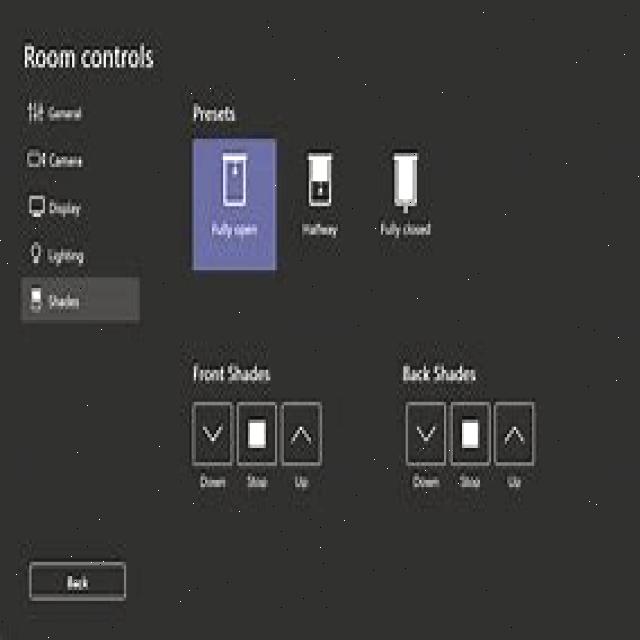 Room controls
General
Camera
Display
Lighting
Shades
Presets
Fully open
Halfway
Fully closed
Front Shades
Down
Stop
Up
Back Shades
Down
Stop
Up
Back